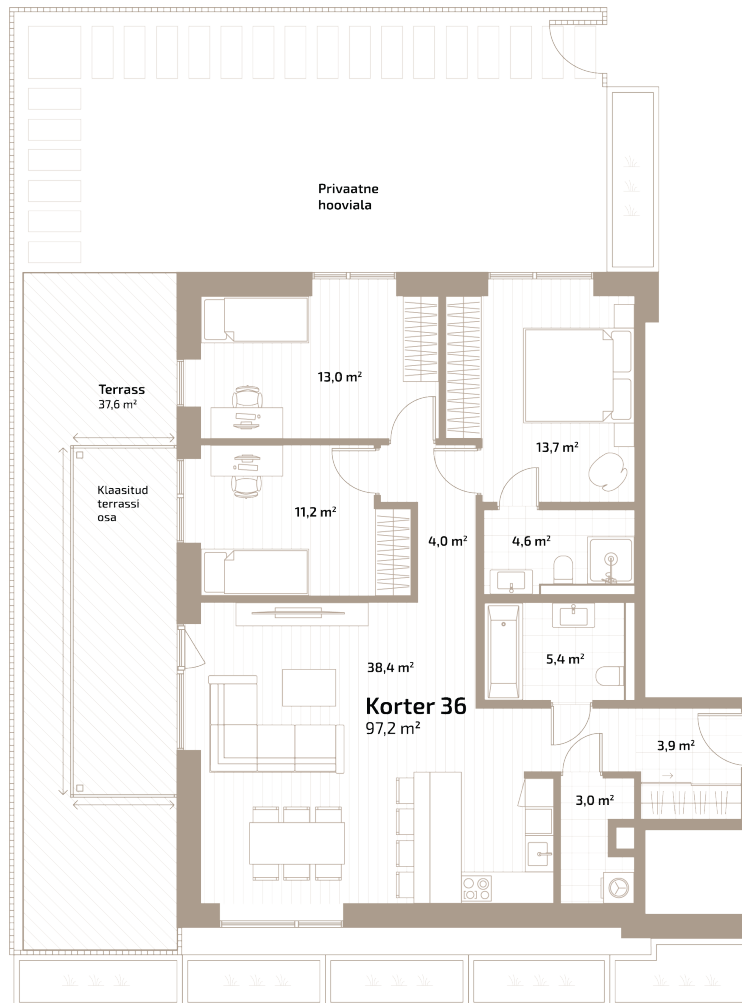 Privaatne
hooviala
Terrass
37,6 m²
13,0 m²
13,7 m²
Klaasitud
terrassi
osa
11,2 m²
4,0 m²
4,6 m²
5,4 m²
38,4 m²
Korter 36
97,2 m²
3,9 m²
3,0 m²